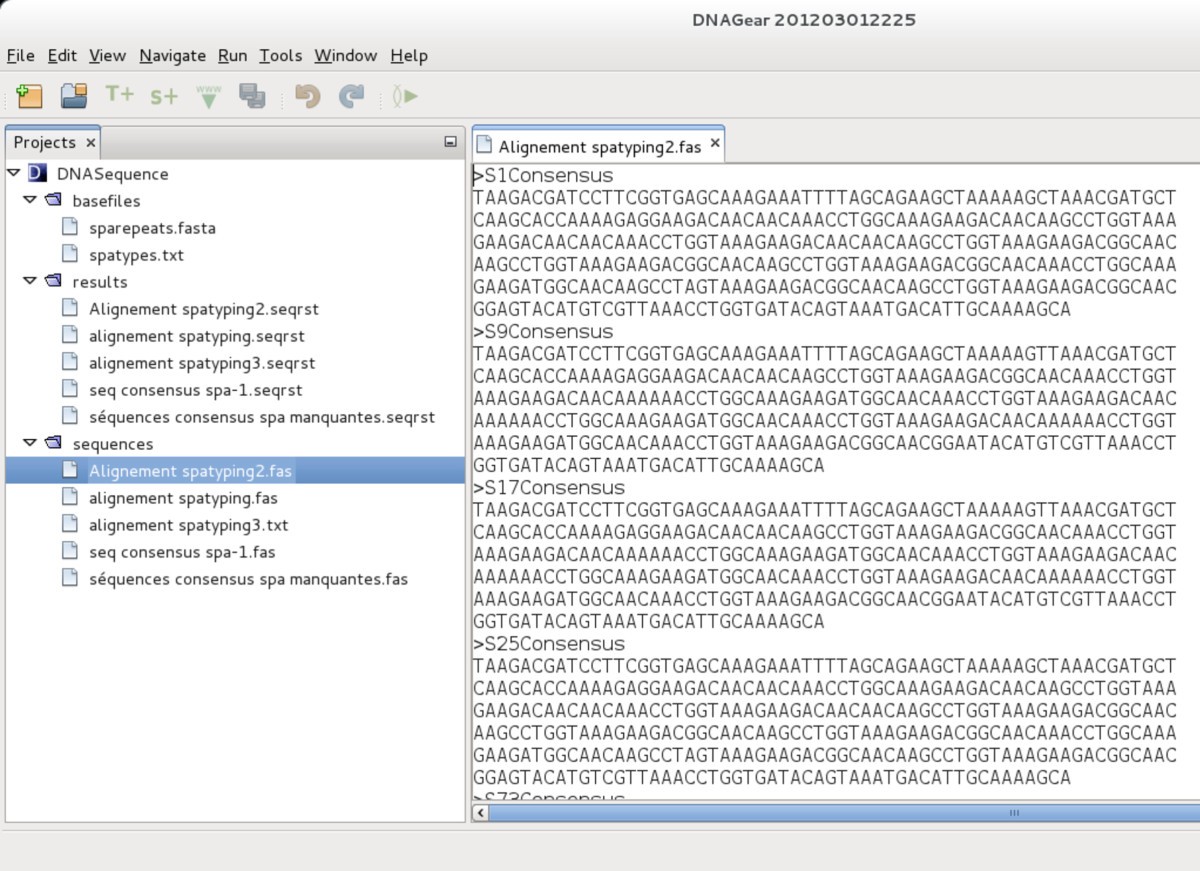 DNAGear 201203012225
File Edit View Navigate Run Tools Window Help
T+ s+ www
Projects
DNASequence
basefiles
sparepeats.fasta
spatypes.txt
results
Alignement spatyping2.seqrst
alignement spatyping.seqrst
alignement spatyping3.seqrst
seq consensus spa-1.seqrst
séquences consensus spa manquantes.seqrst
sequences
Alignement spatyping2.fas
alignement spatyping.fas
alignement spatyping3.txt
seq consensus spa-1.fas
séquences consensus spa manquantes.fas
Alignement spatyping2.fas
>S1Consensus
TAAGACGATCCTTCGGTGAGCAAAGAAATTTTAGCAGAAGCTAAAAAGCTAAACGATGCT
CAAGCACCAAAAGAGGAAGACAACAACAAACCTGGCAAAGAAGACAACAAGCCTGGTAAA
GAAGACAACAACAAACCTGGTAAAGAAGACAACAACAAGCCTGGTAAAGAAGACGGCAAC
AAGCCTGGTAAAGAAGACGGCAACAAGCCTGGTAAAGAAGACGGCAACAAACCTGGCAAA
GAAGATGGCAACAAGCCTAGTAAAGAAGACGGCAACAAGCCTGGTAAAGAAGACGGCAAC
GGAGTACATGTCGTTAAACCTGGTGATACAGTAAATGACATTGCAAAAGCA
>S9Consensus
TAAGACGATCCTTCGGTGAGCAAAGAAATTTTAGCAGAAGCTAAAAAGTTAAACGATGCT
CAAGCACCAAAAGAGGAAGACAACAACAAGCCTGGTAAAGAAGACGGCAACAAACCTGGT
AAAGAAGACAACAAAAAACCTGGCAAAGAAGATGGCAACAAACCTGGTAAAGAAGACAAC
AAAAAACCTGGCAAAGAAGATGGCAACAAACCTGGTAAAGAAGACAACAAAAAACCTGGT
AAAGAAGATGGCAACAAACCTGGTAAAGAAGACGGCAACGGAATACATGTCGTTAAACCT
GGTGATACAGTAAATGACATTGCAAAAGCA
>S17Consensus
TAAGACGATCCTTCGGTGAGCAAAGAAATTTTAGCAGAAGCTAAAAAGTTAAACGATGCT
CAAGCACCAAAAGAGGAAGACAACAACAAGCCTGGTAAAGAAGACGGCAACAAACCTGGT
AAAGAAGACAACAAAAAACCTGGCAAAGAAGATGGCAACAAACCTGGTAAAGAAGACAAC
AAAAAACCTGGCAAAGAAGATGGCAACAAACCTGGTAAAGAAGACAACAAAAAACCTGGT
AAAGAAGATGGCAACAAACCTGGTAAAGAAGACGGCAACGGAATACATGTCGTTAAACCT
GGTGATACAGTAAATGACATTGCAAAAGCA
>S25Consensus
TAAGACGATCCTTCGGTGAGCAAAGAAATTTTAGCAGAAGCTAAAAAGCTAAACGATGCT
CAAGCACCAAAAGAGGAAGACAACAACAAACCTGGCAAAGAAGACAACAAGCCTGGTAAA
GAAGACAACAACAAACCTGGTAAAGAAGACAACAACAAGCCTGGTAAAGAAGACGGCAAC
AAGCCTGGTAAAGAAGACGGCAACAAGCCTGGTAAAGAAGACGGCAACAAACCTGGCAAA
GAAGATGGCAACAAGCCTAGTAAAGAAGACGGCAACAAGCCTGGTAAAGAAGACGGCAAC
GGAGTACATGTCGTTAAACCTGGTGATACAGTAAATGACATTGCAAAAGCA
>S73Consensus